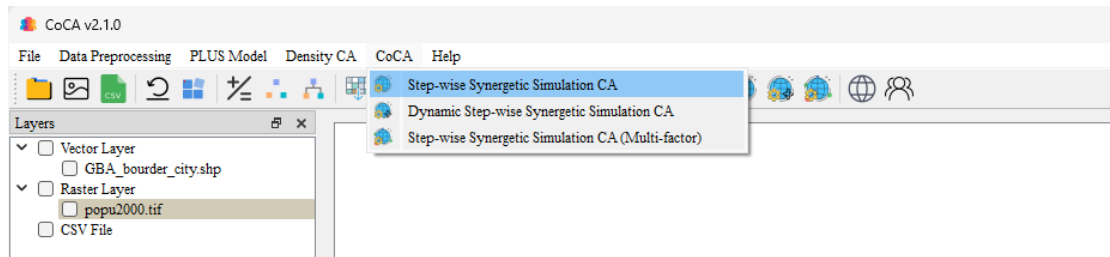 CoCA v2.1.0
File Data Preprocessing PLUS Model Density CA CoCA Help
csv
Step-wise Synergetic Simulation CA
Dynamic Step-wise Synergetic Simulation CA
Step-wise Synergetic Simulation CA (Multi-factor)
Layers
Vector Layer
GBA_bourder_city.shp
Raster Layer
popu2000.tif
CSV File